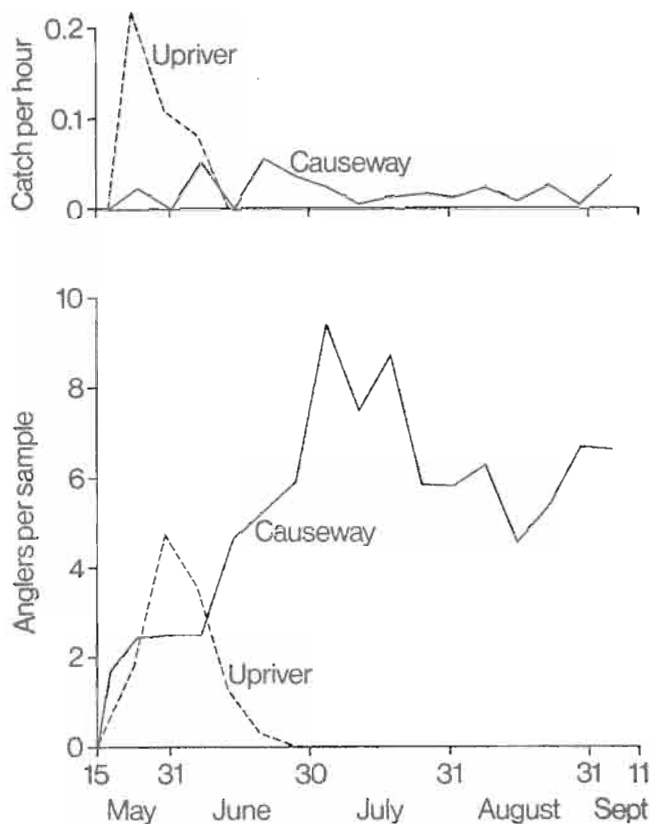 Catch per hour
0.2
0.1
0
Upriver
Causeway
Anglers per sample
10
8
6
4
2
0
Causeway
Upriver
15 31 30 31 31 11
May June July August Sept